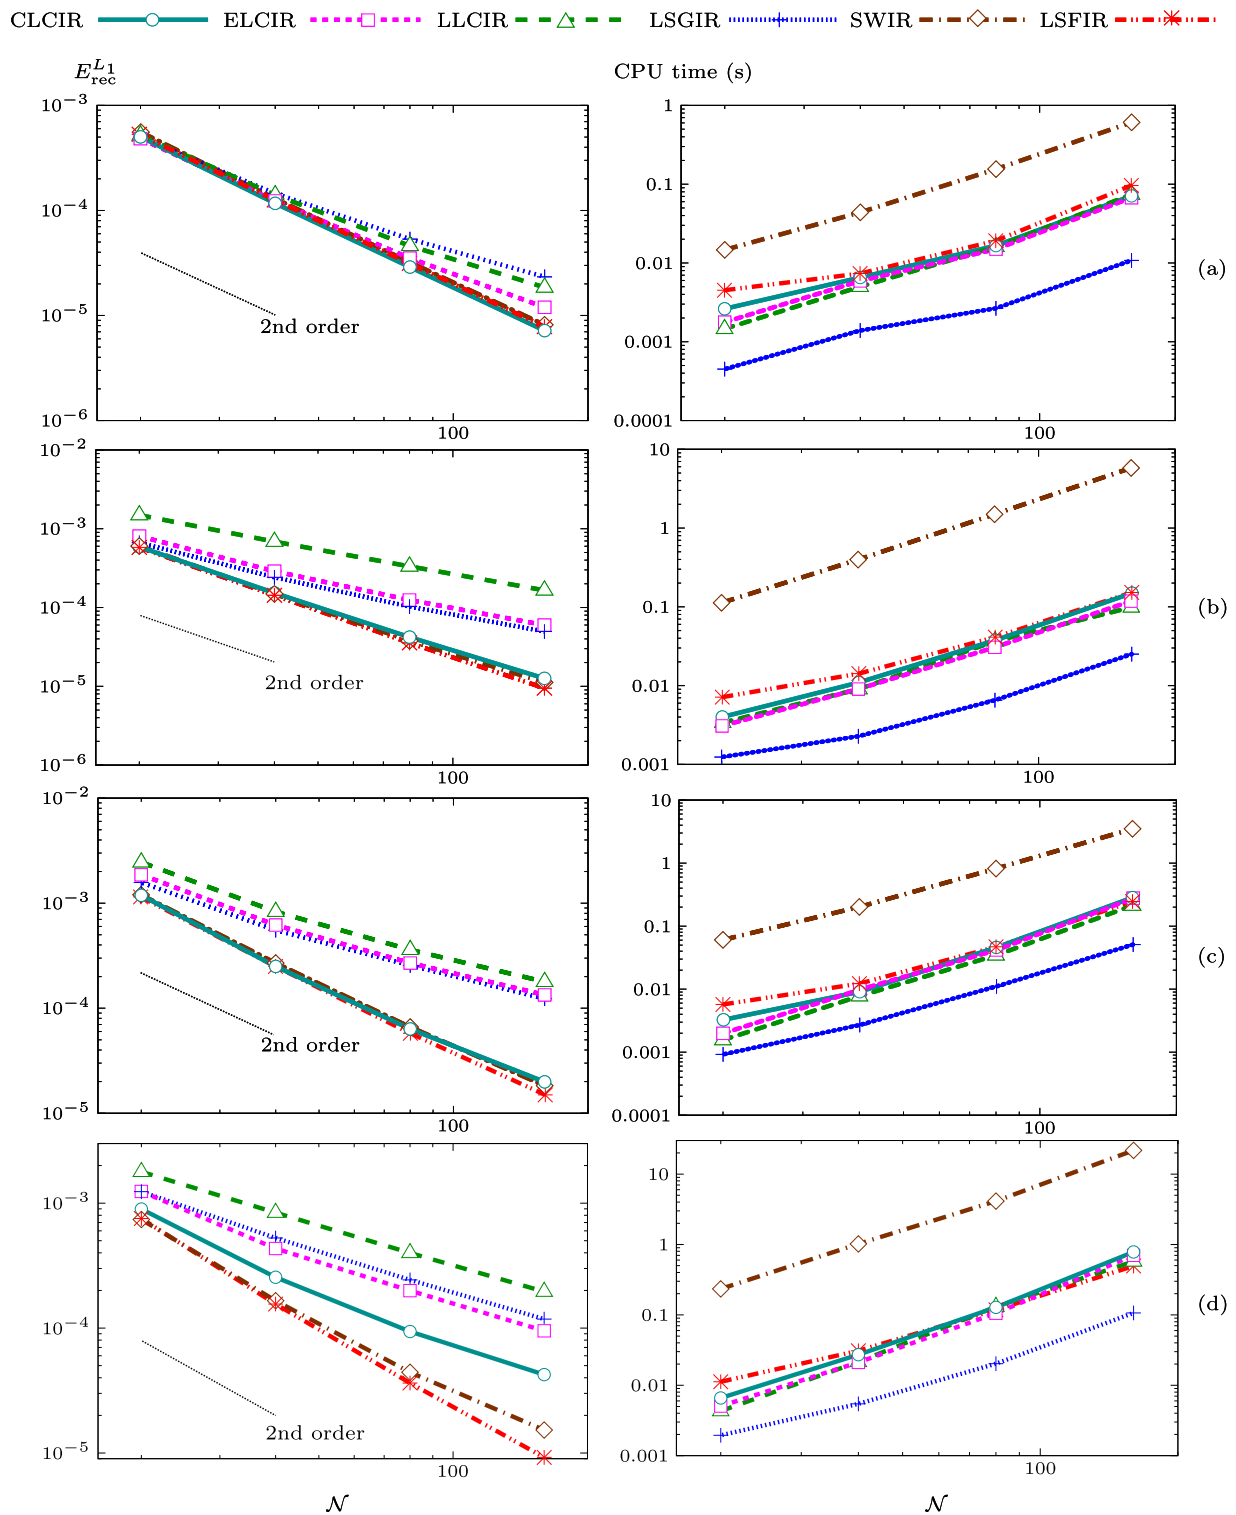 CLCIR ELCIR LLCIR LSGIR SWIR LSFIR
E_rec^L1 CPU time (s)
10−3 1
10−4 0.1
0.01
10−5 0.001
2nd order
10−6 0.0001
100 100
(a)
10−2 10
10−3 1
10−4 0.1
10−5 0.01
2nd order
10−6 0.001
100 100
(b)
10−2 10
1
10−3 0.1
0.01
10−4 0.001
2nd order
10−5 0.0001
100 100
(c)
10
10−3 1
10−4 0.1
0.01
2nd order
10−5 0.001
100 100
(d)
𝒩 𝒩